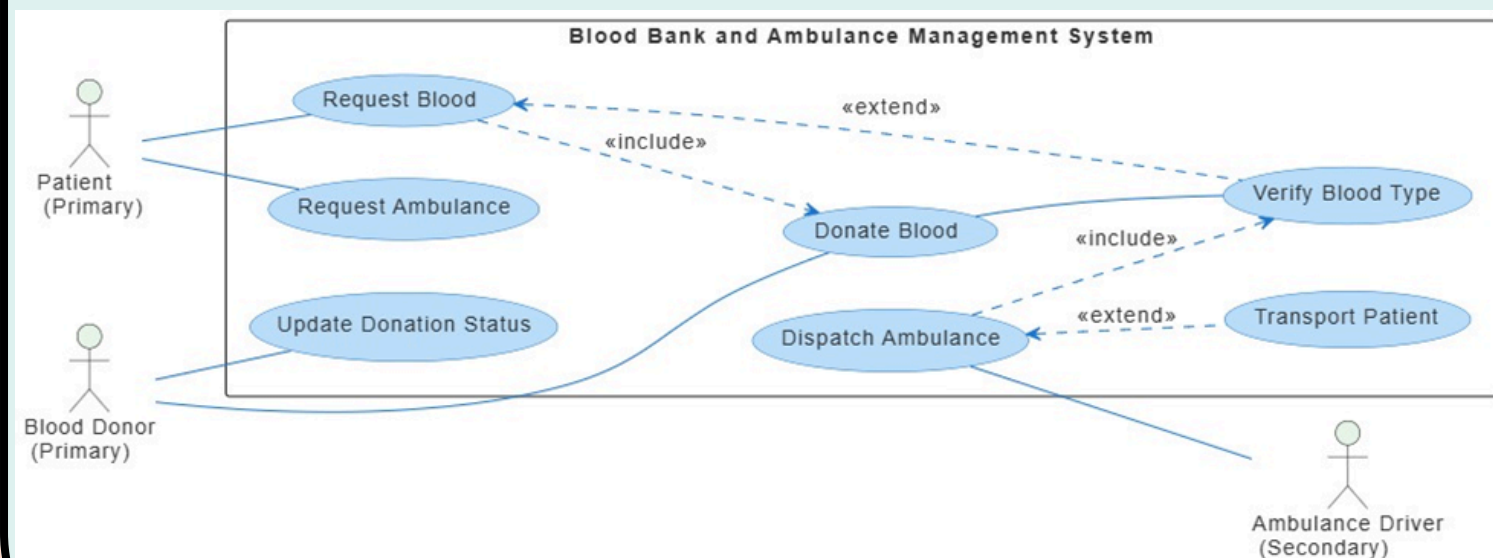 Blood Bank and Ambulance Management System
Request Blood
«extend»
«include»
Patient
(Primary)
Request Ambulance
Verify Blood Type
Donate Blood
«include»
Update Donation Status
Dispatch Ambulance
«extend»
Transport Patient
Blood Donor
(Primary)
Ambulance Driver
(Secondary)